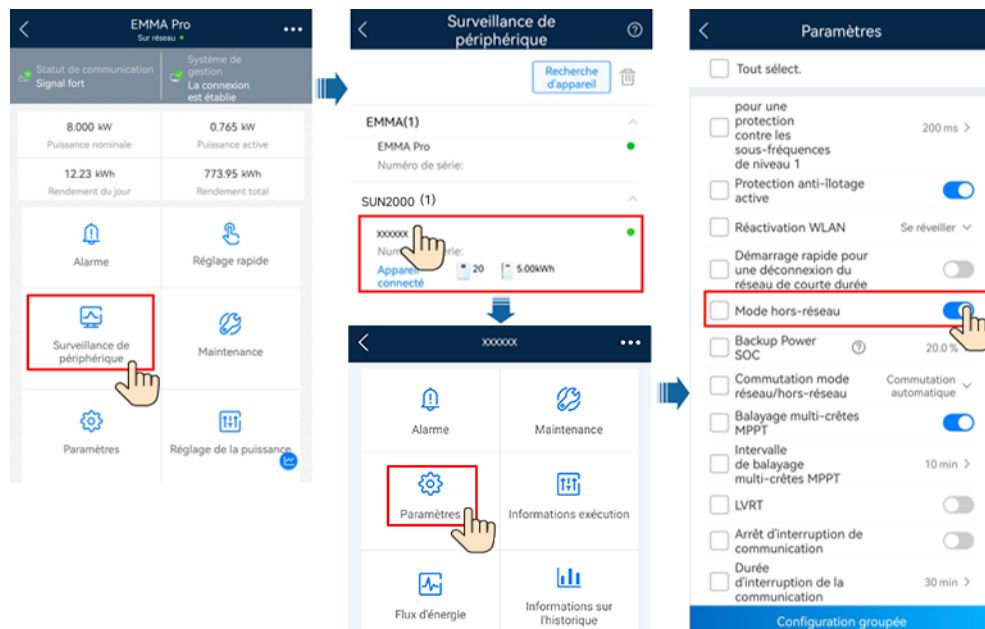 EMMA Pro
Sur réseau
Statut de communication
Signal fort
Système de
gestion
La connexion
est établie
8.000 kW
Puissance nominale
0.765 kW
Puissance active
12.23 kWh
Rendement du jour
773.95 kWh
Rendement total
Alarme
Réglage rapide
Surveillance de
périphérique
Maintenance
Paramètres
Réglage de la puissance
Surveillance de
périphérique
Recherche
d'appareil
EMMA(1)
EMMA Pro
Numéro de série:
SUN2000 (1)
xxxxxx
Appareil
connecté
20
5.00kWh
xxxxxx
Alarme
Maintenance
Paramètres
Informations exécution
Flux d'énergie
Informations sur
l'historique
Paramètres
Tout sélect.
pour une
protection
contre les
sous-fréquences
de niveau 1
200 ms
Protection anti-îlotage
active
Réactivation WLAN
Se réveiller
Démarrage rapide pour
une déconnexion du
réseau de courte durée
Mode hors-réseau
Backup Power
SOC
20.0 %
Commutation mode
réseau/hors-réseau
Commutation
automatique
Balayage multi-crêtes
MPPT
Intervalle
de balayage
multi-crêtes MPPT
10 min
LVRT
Arrêt d'interruption de
communication
Durée
d'interruption de la
communication
30 min
Configuration groupée